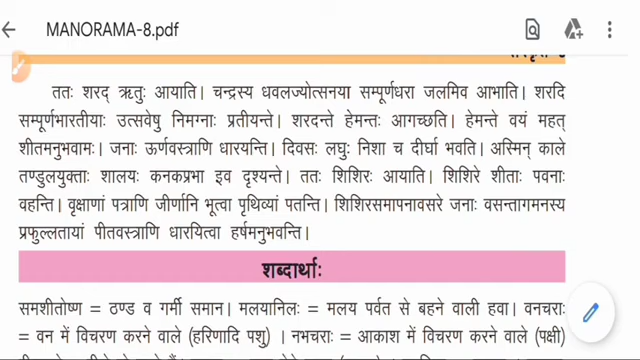 MANORAMA-8.pdf
ततः शरद् ऋतुः आयाति। चन्द्रस्य धवलज्योत्सनया सम्पूर्णधरा जलमिव आभाति। शरदि
सम्पूर्णभारतीयाः उत्सवेषु निमग्नाः प्रतीयन्ते। शरदन्ते हेमन्तः आगच्छति। हेमन्ते वयं महत्
शीतमनुभवामः। जनाः ऊर्णवस्त्राणि धारयन्ति। दिवसः लघुः निशा च दीर्घा भवति। अस्मिन् काले
तण्डुलयुक्ताः शालयः कनकप्रभा इव दृश्यन्ते। ततः शिशिरः आयाति। शिशिरे शीताः पवनाः
वहन्ति। वृक्षाणां पत्राणि जीर्णानि भूत्वा पृथिव्यां पतन्ति। शिशिरसमापनावसरे जनाः वसन्तागमनस्य
प्रफुल्लतायां पीतवस्त्राणि धारयित्वा हर्षमनुभवन्ति।
शब्दार्थाः
समशीतोष्ण = ठण्ड व गर्मी समान। मलयानिलः = मलय पर्वत से बहने वाली हवा। वनचराः
= वन में विचरण करने वाले (हरिणादि पशु) । नभचराः = आकाश में विचरण करने वाले (पक्षी)